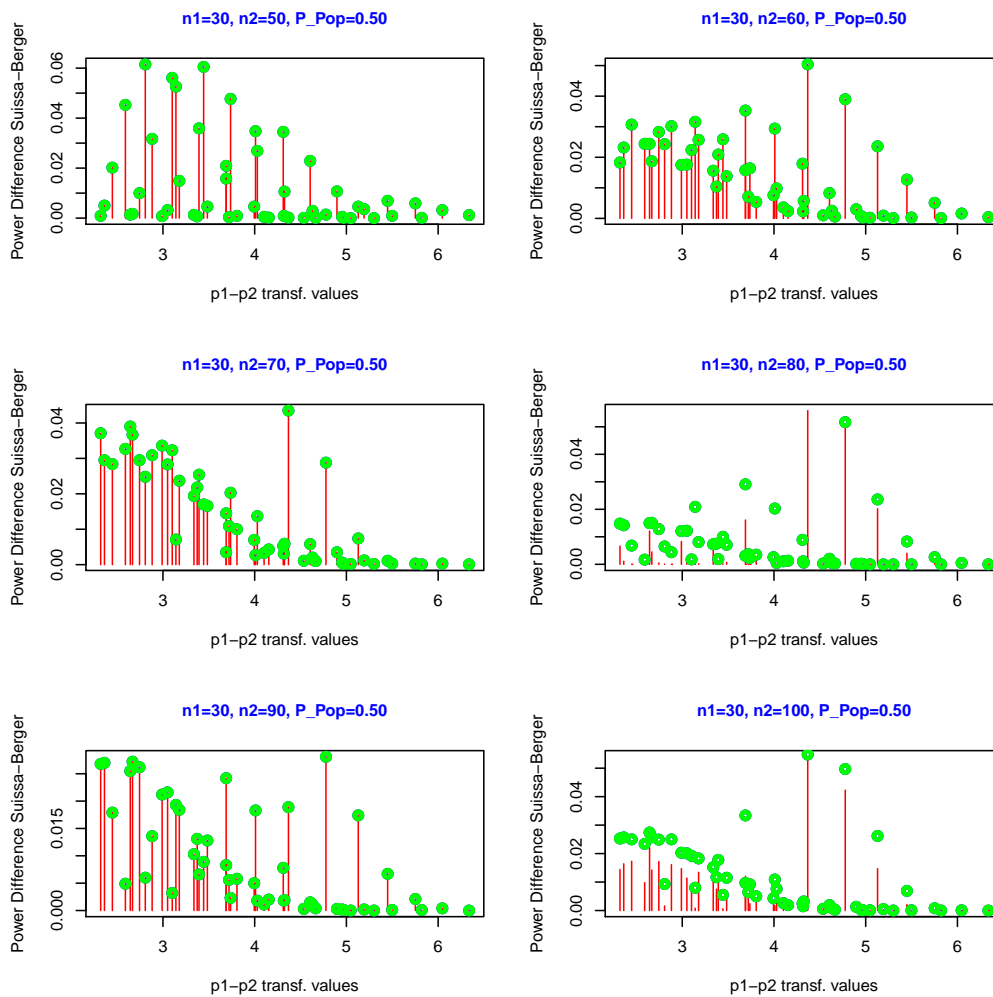 n1=30, n2=50, P_Pop=0.50
Power Difference Suissa−Berger
0.00 0.02 0.04 0.06
3 4 5 6
p1−p2 transf. values
n1=30, n2=60, P_Pop=0.50
Power Difference Suissa−Berger
0.00 0.02 0.04
3 4 5 6
p1−p2 transf. values
n1=30, n2=70, P_Pop=0.50
Power Difference Suissa−Berger
0.00 0.02 0.04
3 4 5 6
p1−p2 transf. values
n1=30, n2=80, P_Pop=0.50
Power Difference Suissa−Berger
0.00 0.02 0.04
3 4 5 6
p1−p2 transf. values
n1=30, n2=90, P_Pop=0.50
Power Difference Suissa−Berger
0.000 0.015
3 4 5 6
p1−p2 transf. values
n1=30, n2=100, P_Pop=0.50
Power Difference Suissa−Berger
0.00 0.02 0.04
3 4 5 6
p1−p2 transf. values